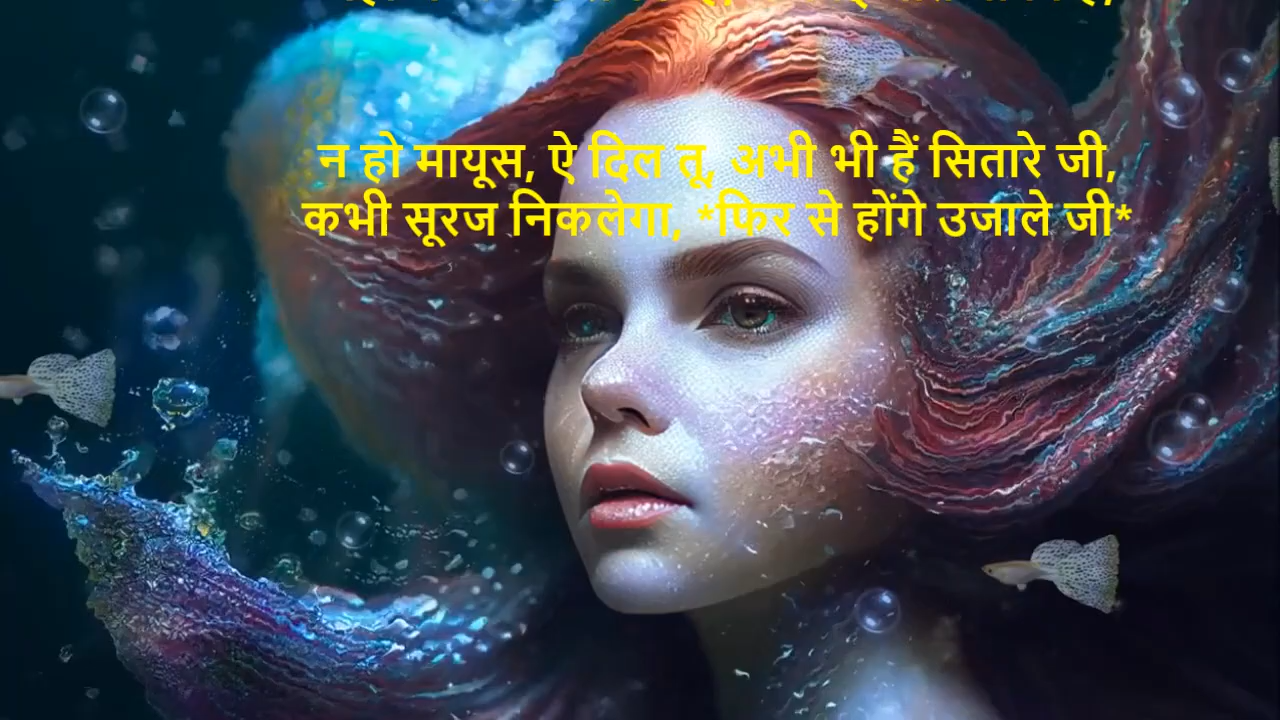 न हो मायूस, ऐ दिल तू, अभी भी हैं सितारे जी,
कभी सूरज निकलेगा, *फिर से होंगे उजाले जी*